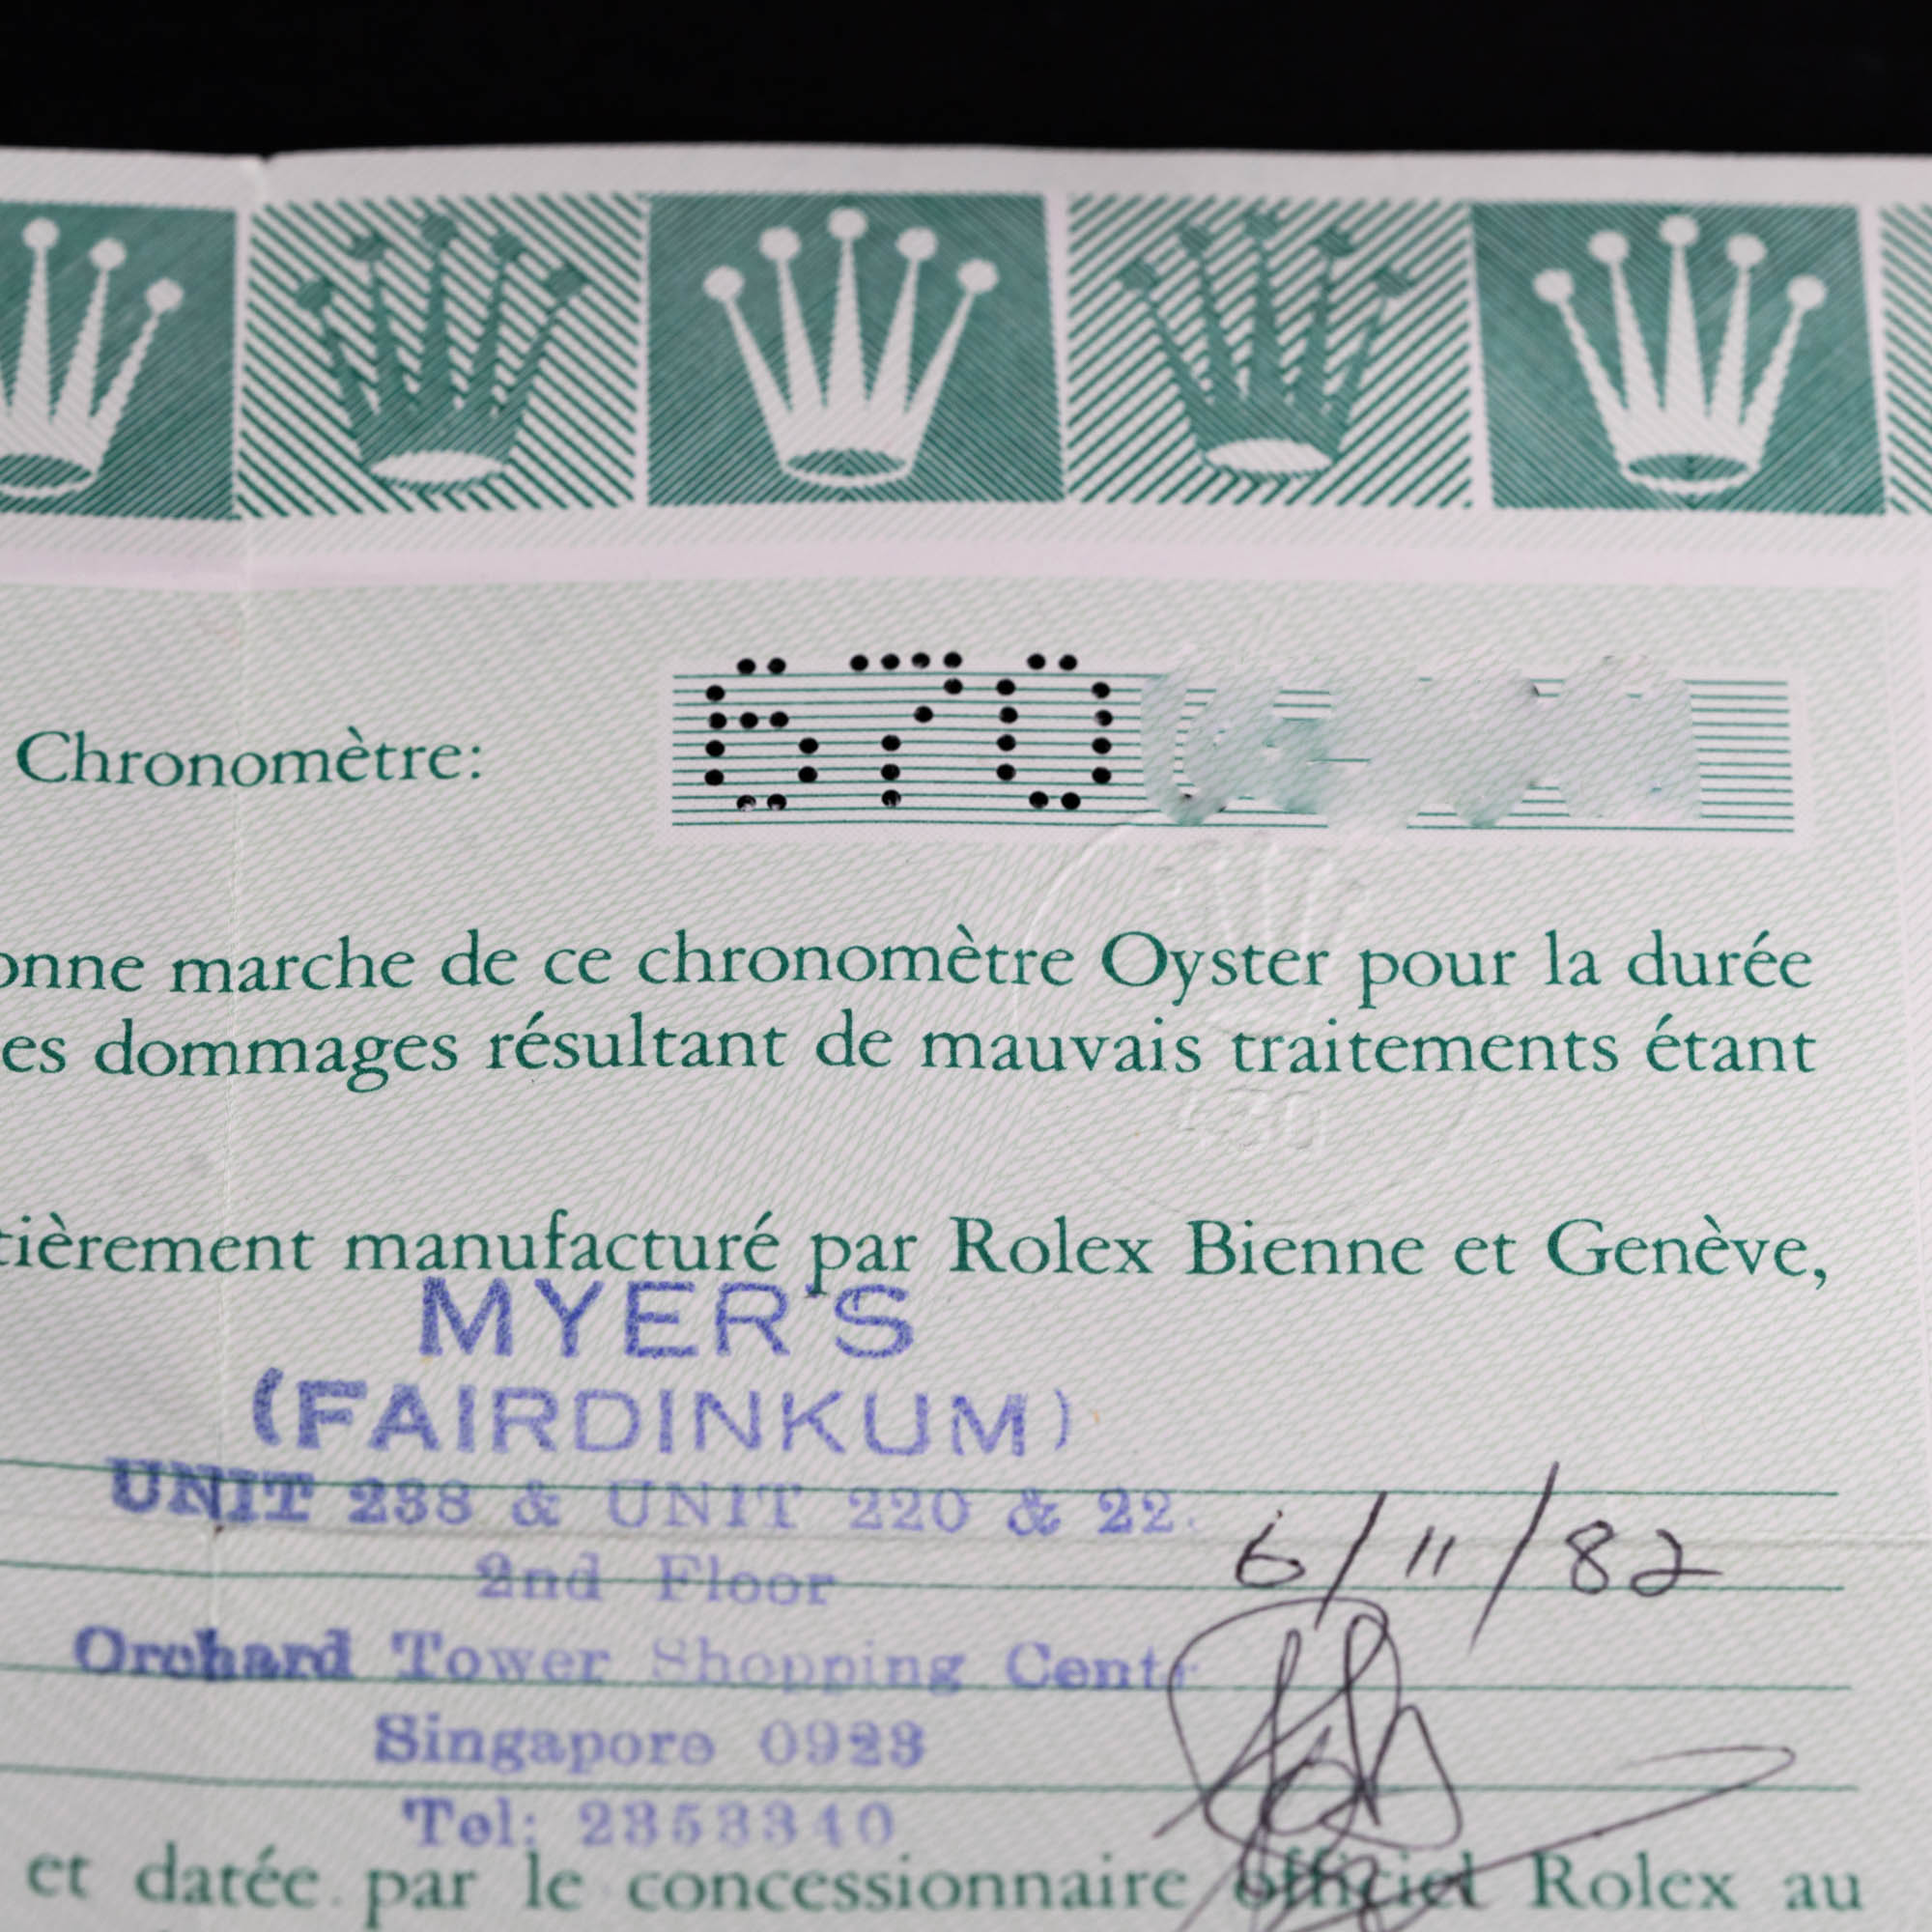 Chronomètre: 670
onne marche de ce chronomètre Oyster pour la durée
es dommages résultant de mauvais traitements étant
430
tièrement manufacturé par Rolex Bienne et Genève,
MYER'S
(FAIRDINKUM)
UNIT 238 & UNIT 220 & 22
6/11/82
2nd Floor
Orchard Tower Shopping Cent
Singapore 0923
Tel: 2353340
et datée par le concessionnaire officiel Rolex au